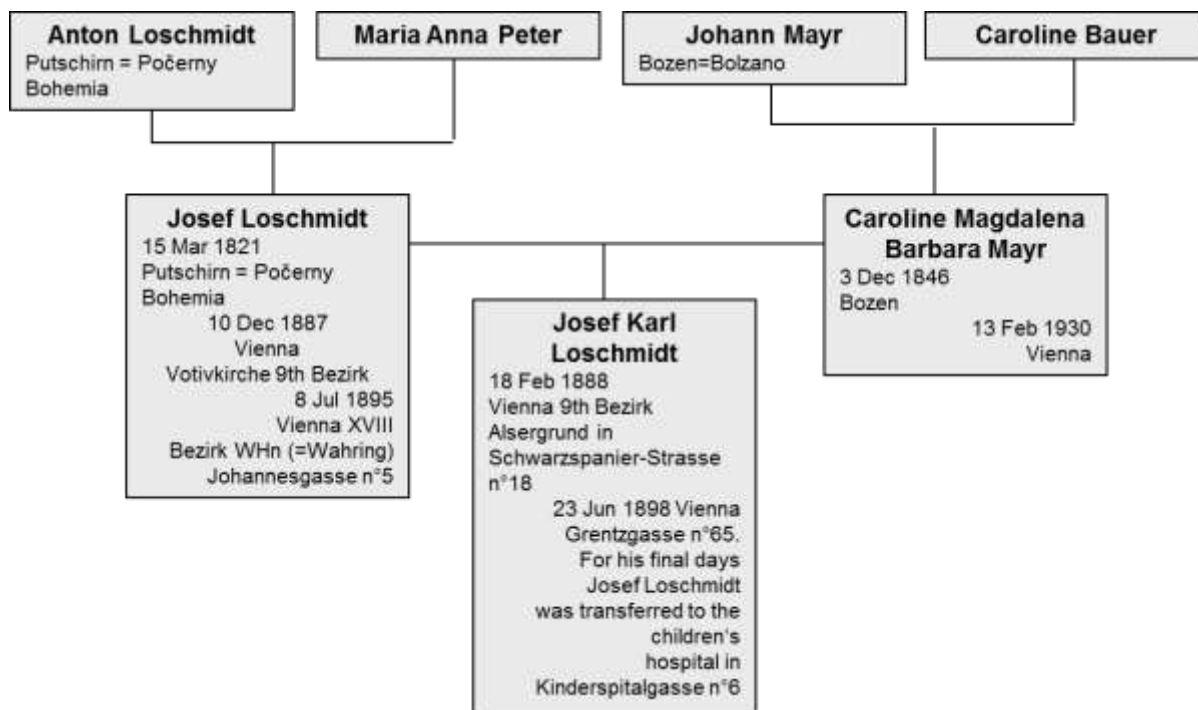 Anton Loschmidt
Putschirn = Počerny
Bohemia
Maria Anna Peter
Johann Mayr
Bozen=Bolzano
Caroline Bauer
Josef Loschmidt
15 Mar 1821
Putschirn = Počerny
Bohemia
10 Dec 1887
Vienna
Votivkirche 9th Bezirk
8 Jul 1895
Vienna XVIII
Bezirk WHn (=Wahring)
Johannesgasse n°5
Caroline Magdalena
Barbara Mayr
3 Dec 1846
Bozen
13 Feb 1930
Vienna
Josef Karl
Loschmidt
18 Feb 1888
Vienna 9th Bezirk
Alsergrund in
Schwarzspanier-Strasse
n°18
23 Jun 1898 Vienna
Grentzgasse n°65.
For his final days
Josef Loschmidt
was transferred to the
children's
hospital in
Kinderspitalgasse n°6